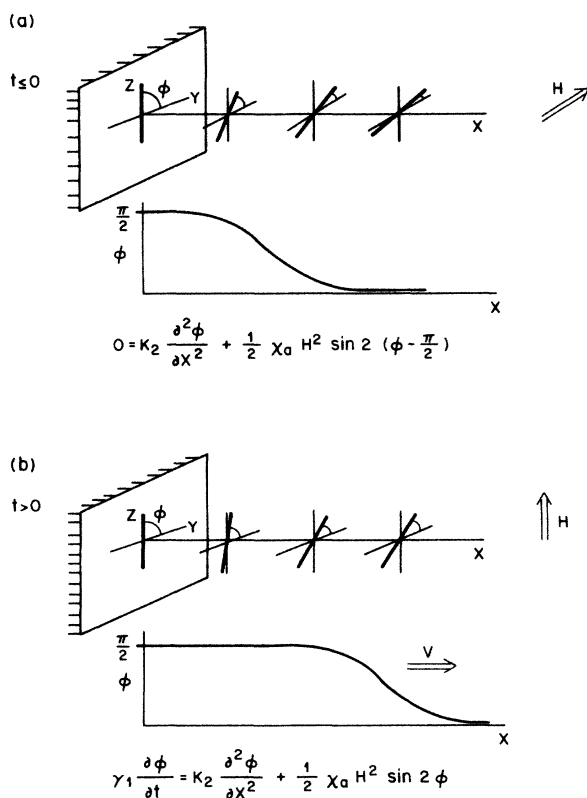 (a)
t≤0
Z
ϕ
Y
X
H
π/2
ϕ
X
0 = K₂ ∂²ϕ/∂X² + 1/2 χₐ H² sin 2 (ϕ - π/2)
(b)
t>0
Z
ϕ
Y
X
H
π/2
ϕ
V
X
γ₁ ∂ϕ/∂t = K₂ ∂²ϕ/∂X² + 1/2 χₐ H² sin 2 ϕ